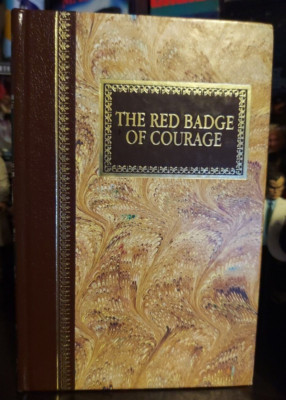 THE RED BADGE
OF COURAGE